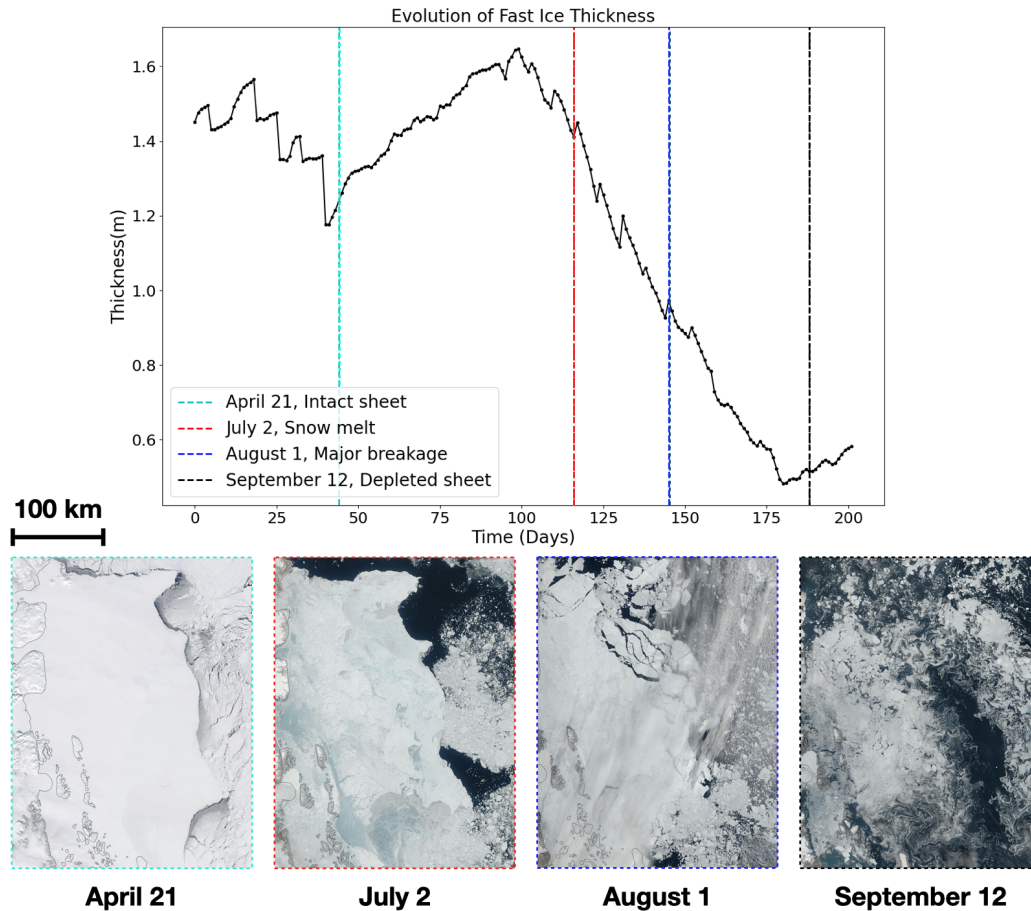 Evolution of Fast Ice Thickness
Thickness(m)
1.6
1.4
1.2
1.0
0.8
0.6
April 21, Intact sheet
July 2, Snow melt
August 1, Major breakage
September 12, Depleted sheet
0 25 50 75 100 125 150 175 200
Time (Days)
100 km
April 21 July 2 August 1 September 12